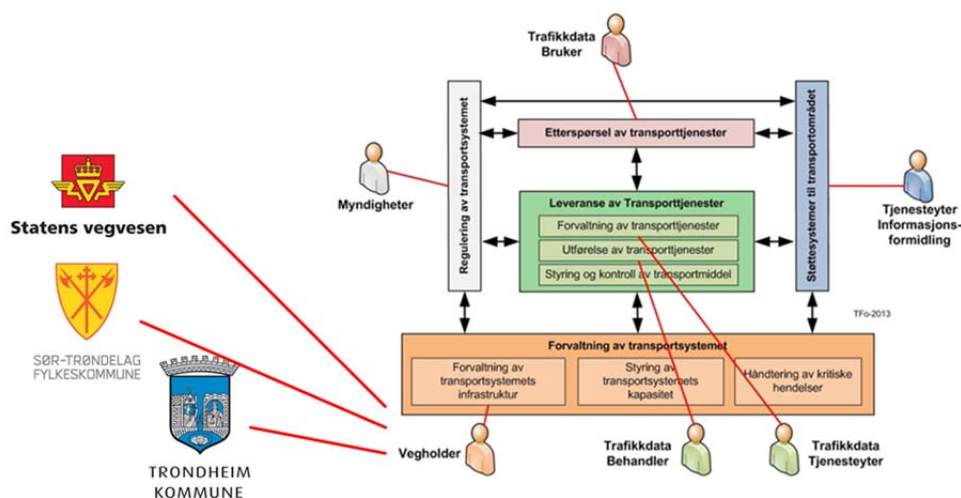 Trafikkdata
Bruker
Regulering av transportsystemet
Etterspørsel av transporttjenester
Støttesystemer til transportområdet
Myndigheter
Statens vegvesen
Leveranse av Transporttjenester
Forvaltning av transporttjenester
Utførelse av transporttjenester
Styring og kontroll av transportmiddel
Tjenesteyter
Informasjons-
formidling
TFo-2013
SØR-TRØNDELAG
FYLKESKOMMUNE
Forvaltning av transportsystemet
Forvaltning av
transportsystemets
infrastruktur
Styring av
transportsystemets
kapasitet
Håndtering av kritiske
hendelser
Vegholder
Trafikkdata
Behandler
Trafikkdata
Tjenesteyter
TRONDHEIM
KOMMUNE